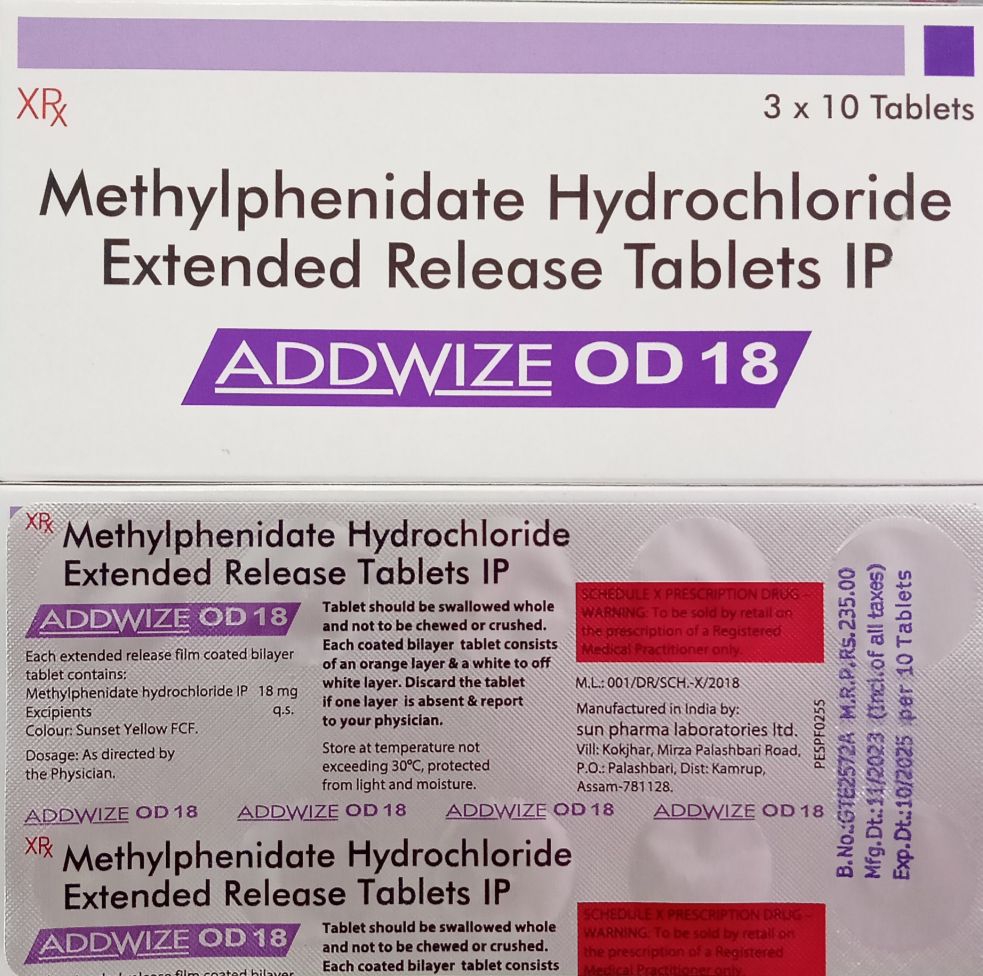 XRx
3 x 10 Tablets
Methylphenidate Hydrochloride
Extended Release Tablets IP
ADDWIZE OD 18
XRx
Methylphenidate Hydrochloride
Extended Release Tablets IP
ADDWIZE OD 18
Each extended release film coated bilayer
tablet contains:
Methylphenidate hydrochloride IP 18 mg
Excipients q.s.
Colour: Sunset Yellow FCF.
Dosage: As directed by
the Physician.
Tablet should be swallowed whole
and not to be chewed or crushed.
Each coated bilayer tablet consists
of an orange layer & a white to off
white layer. Discard the tablet
if one layer is absent & report
to your physician.
Store at temperature not
exceeding 30°C, protected
from light and moisture.
SCHEDULE X PRESCRIPTION DRUG –
WARNING: To be sold by retail on
the prescription of a Registered
Medical Practitioner only.
M.L.: 001/DR/SCH.-X/2018
Manufactured in India by:
sun pharma laboratories ltd.
Vill: Kokjhar, Mirza Palashbari Road,
P.O.: Palashbari, Dist: Kamrup,
Assam-781128.
PESPF0255
B.No.:GTE2572A M.R.P.Rs.235.00
Mfg.Dt.:11/2023 (Incl.of all taxes)
Exp.Dt.:10/2025 per 10 Tablets
ADDWIZE OD 18 ADDWIZE OD 18 ADDWIZE OD 18 ADDWIZE OD 18
XRx
Methylphenidate Hydrochloride
Extended Release Tablets IP
ADDWIZE OD 18
film coated bilayer
Tablet should be swallowed whole
and not to be chewed or crushed.
Each coated bilayer tablet consists
SCHEDULE X PRESCRIPTION DRUG –
WARNING: To be sold by retail on
the prescription of a Registered
Medical Practitioner only.